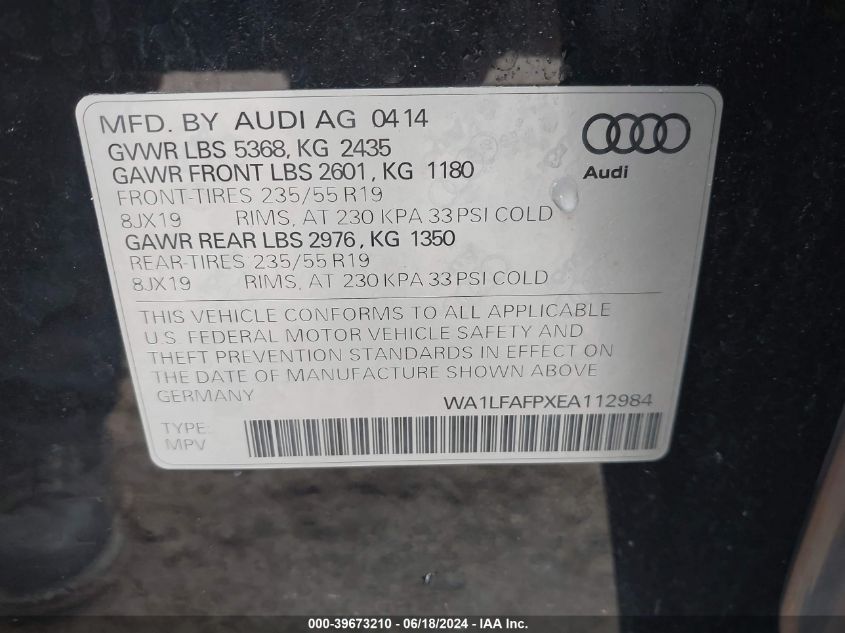 MFD. BY AUDI AG 0414
GVWR LBS 5368, KG 2435
GAWR FRONT LBS 2601, KG 1180
FRONT-TIRES 235/55 R19
8JX19 RIMS, AT 230 KPA 33 PSI COLD
GAWR REAR LBS 2976, KG 1350
REAR-TIRES 235/55 R19
8JX19 RIMS, AT 230 KPA 33 PSI COLD
Audi
THIS VEHICLE CONFORMS TO ALL APPLICABLE
U.S. FEDERAL MOTOR VEHICLE SAFETY AND
THEFT PREVENTION STANDARDS IN EFFECT ON
THE DATE OF MANUFACTURE SHOWN ABOVE
GERMANY
WA1LFAFPXEA112984
TYPE:
MPV
000-39673210 - 06/18/2024 - IAA Inc.